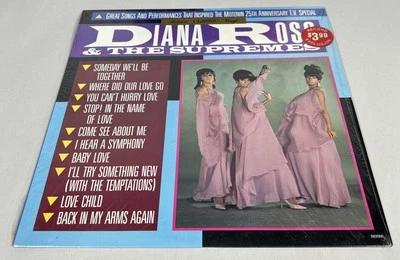 GREAT SONGS AND PERFORMANCES THAT INSPIRED THE MOTOWN 25TH ANNIVERSARY T.V. SPECIAL
DIANA ROSS
& THE SUPREMES
$3.99
SOMEDAY WE'LL BE
TOGETHER
WHERE DID OUR LOVE GO
YOU CAN'T HURRY LOVE
STOP! IN THE NAME
OF LOVE
COME SEE ABOUT ME
I HEAR A SYMPHONY
BABY LOVE
I'LL TRY SOMETHING NEW
(WITH THE TEMPTATIONS)
LOVE CHILD
BACK IN MY ARMS AGAIN